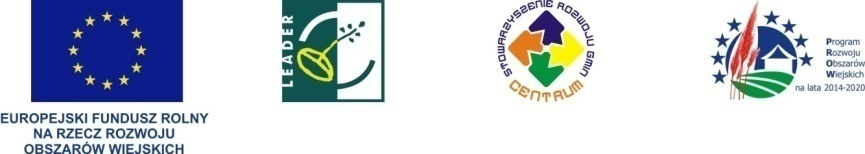 EUROPEJSKI FUNDUSZ ROLNY
NA RZECZ ROZWOJU
OBSZARÓW WIEJSKICH
LEADER
STOWARZYSZENIE ROZWOJU GMIN
CENTRUM
Program
Rozwoju
Obszarów
Wiejskich
na lata 2014-2020